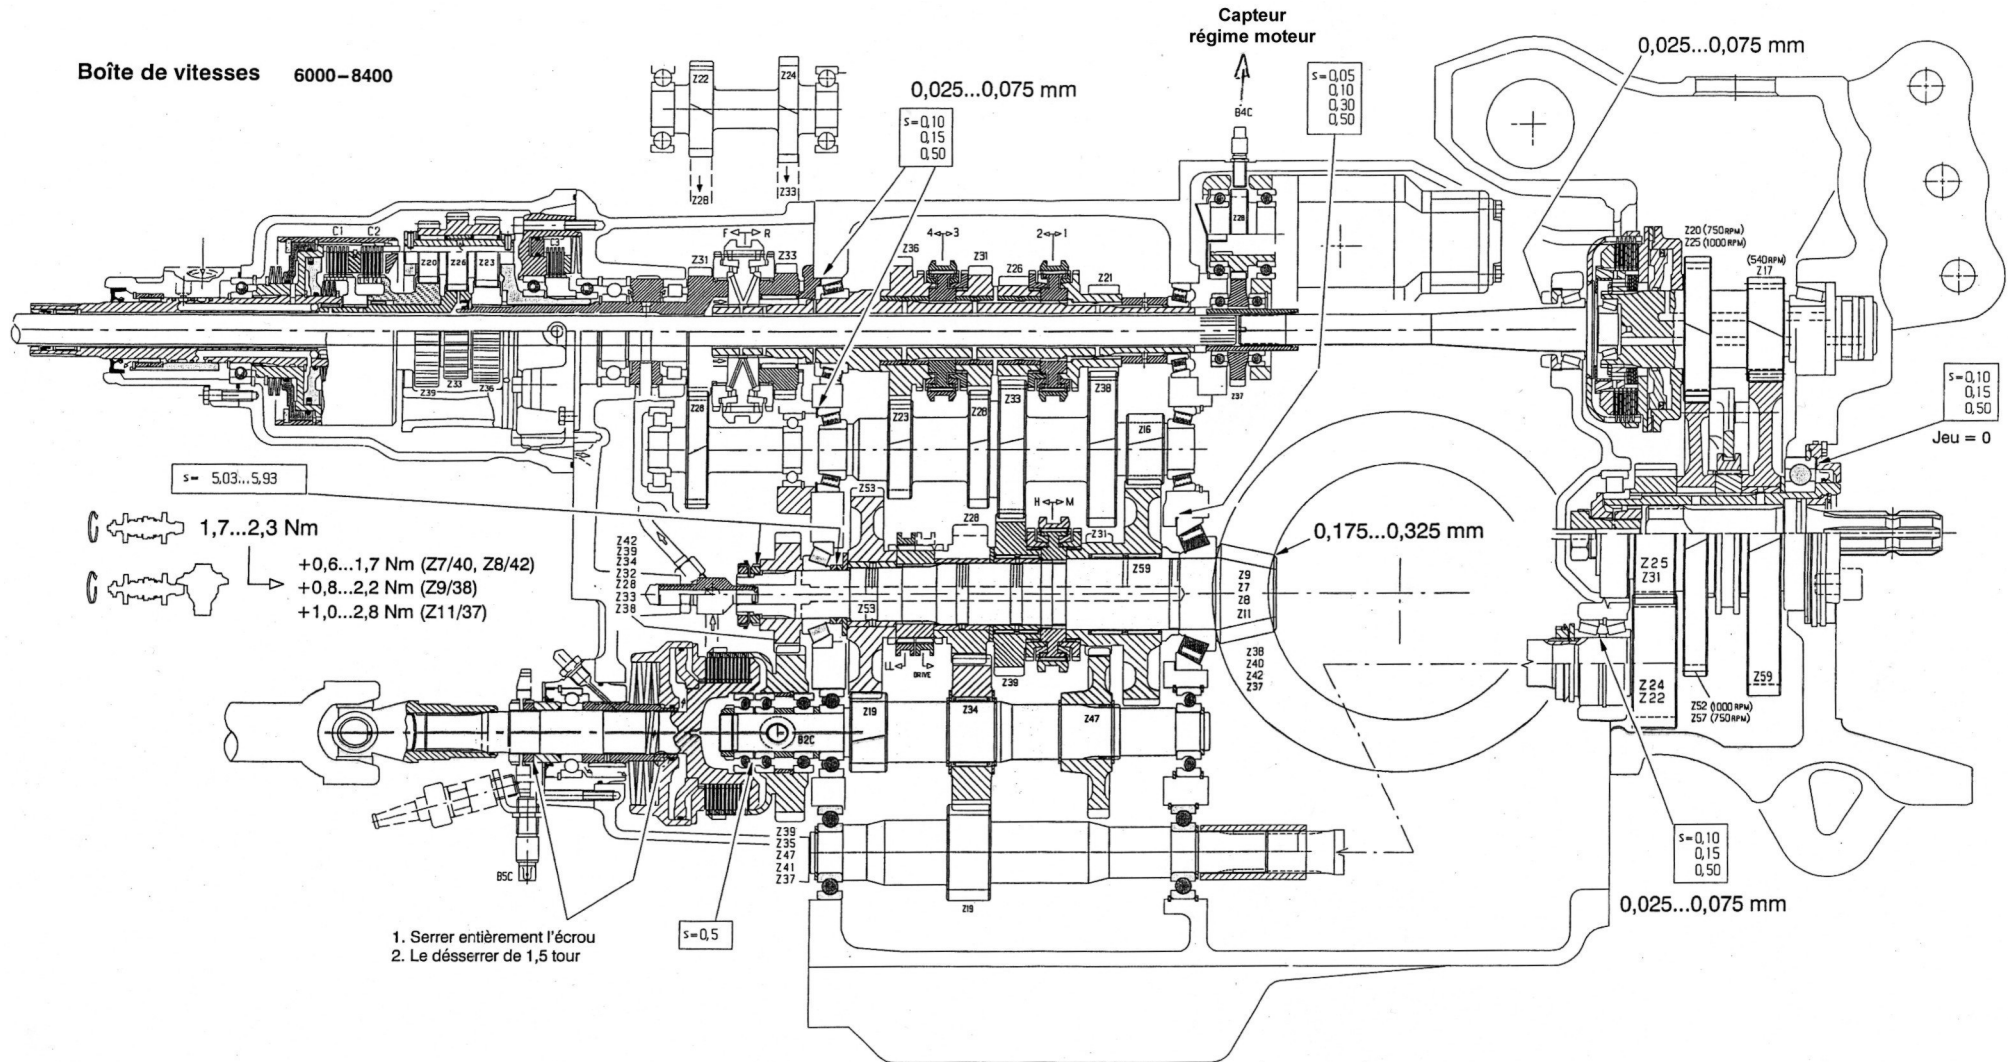 Boîte de vitesses 6000–8400
Capteur
régime moteur
B4C
Z22
Z24
Z28
Z33
0,025...0,075 mm
s=0,10
0,15
0,50
s=0,05
0,10
0,30
0,50
0,025...0,075 mm
C1
C2
C3
Z20
Z26
Z23
F
R
Z31
Z33
Z36
4
3
Z31
Z26
2
1
Z21
Z29
Z20 (750 RPM)
Z25 (1000 RPM)
(540 RPM)
Z17
Z39
Z33
Z36
Z37
Z28
Z23
Z28
Z33
Z38
Z16
s=0,10
0,15
0,50
Jeu = 0
s= 5,03...5,93
1,7...2,3 Nm
+0,6...1,7 Nm (Z7/40, Z8/42)
+0,8...2,2 Nm (Z9/38)
+1,0...2,8 Nm (Z11/37)
Z53
Z28
H
M
Z31
0,175...0,325 mm
Z42
Z39
Z34
Z32
Z28
Z33
Z38
Z53
Z59
Z9
Z7
Z8
Z11
Z25
Z31
LL
DRIVE
Z39
Z38
Z40
Z42
Z37
Z24
Z22
Z59
Z52 (1000 RPM)
Z57 (750 RPM)
B2C
Z19
Z34
Z47
B5C
Z39
Z35
Z47
Z41
Z37
Z19
s=0,10
0,15
0,50
0,025...0,075 mm
1. Serrer entièrement l'écrou
2. Le désserrer de 1,5 tour
s=0,5